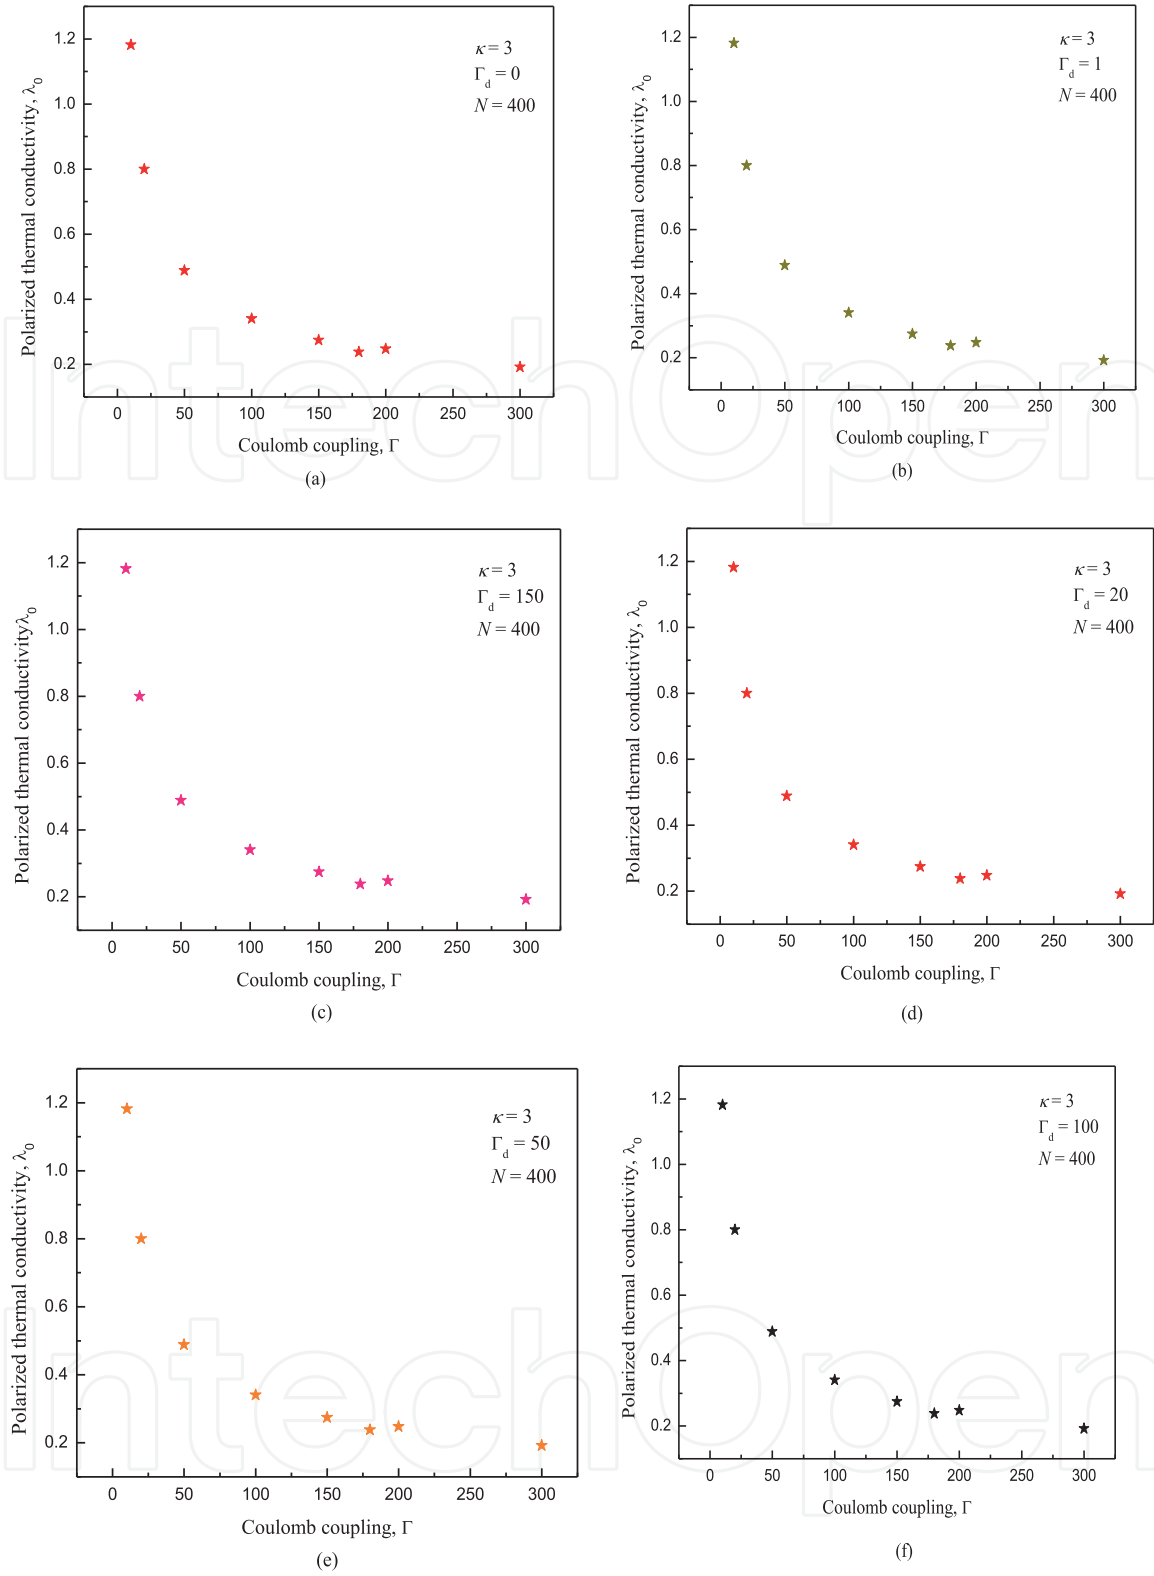 κ = 3
Γd = 0
N = 400
1.2
1.0
0.8
0.6
0.4
0.2
0 50 100 150 200 250 300
Polarized thermal conductivity, λ0
Coulomb coupling, Γ
(a)
κ = 3
Γd = 1
N = 400
1.2
1.0
0.8
0.6
0.4
0.2
0 50 100 150 200 250 300
Polarized thermal conductivity, λ0
Coulomb coupling, Γ
(b)
κ = 3
Γd = 150
N = 400
1.2
1.0
0.8
0.6
0.4
0.2
0 50 100 150 200 250 300
Polarized thermal conductivityλ0
Coulomb coupling, Γ
(c)
κ = 3
Γd = 20
N = 400
1.2
1.0
0.8
0.6
0.4
0.2
0 50 100 150 200 250 300
Polarized thermal conductivity, λ0
Coulomb coupling, Γ
(d)
κ = 3
Γd = 50
N = 400
1.2
1.0
0.8
0.6
0.4
0.2
0 50 100 150 200 250 300
Polarized thermal conductivity, λ0
Coulomb coupling, Γ
(e)
κ = 3
Γd = 100
N = 400
1.2
1.0
0.8
0.6
0.4
0.2
0 50 100 150 200 250 300
Polarized thermal conductivity, λ0
Coulomb coupling, Γ
(f)
IntechOpen
IntechOpen